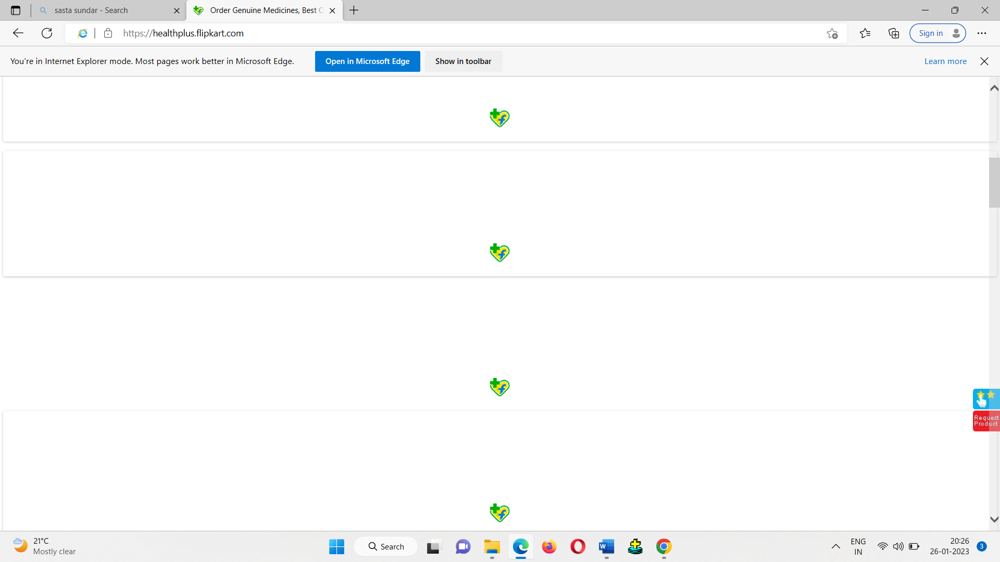 sasta sundar - Search
Order Genuine Medicines, Best
https://healthplus.flipkart.com
Sign in
You're in Internet Explorer mode. Most pages work better in Microsoft Edge.
Open in Microsoft Edge
Show in toolbar
Learn more
Request
Product
21°C
Mostly clear
Search
ENG
IN
20:26
26-01-2023
3